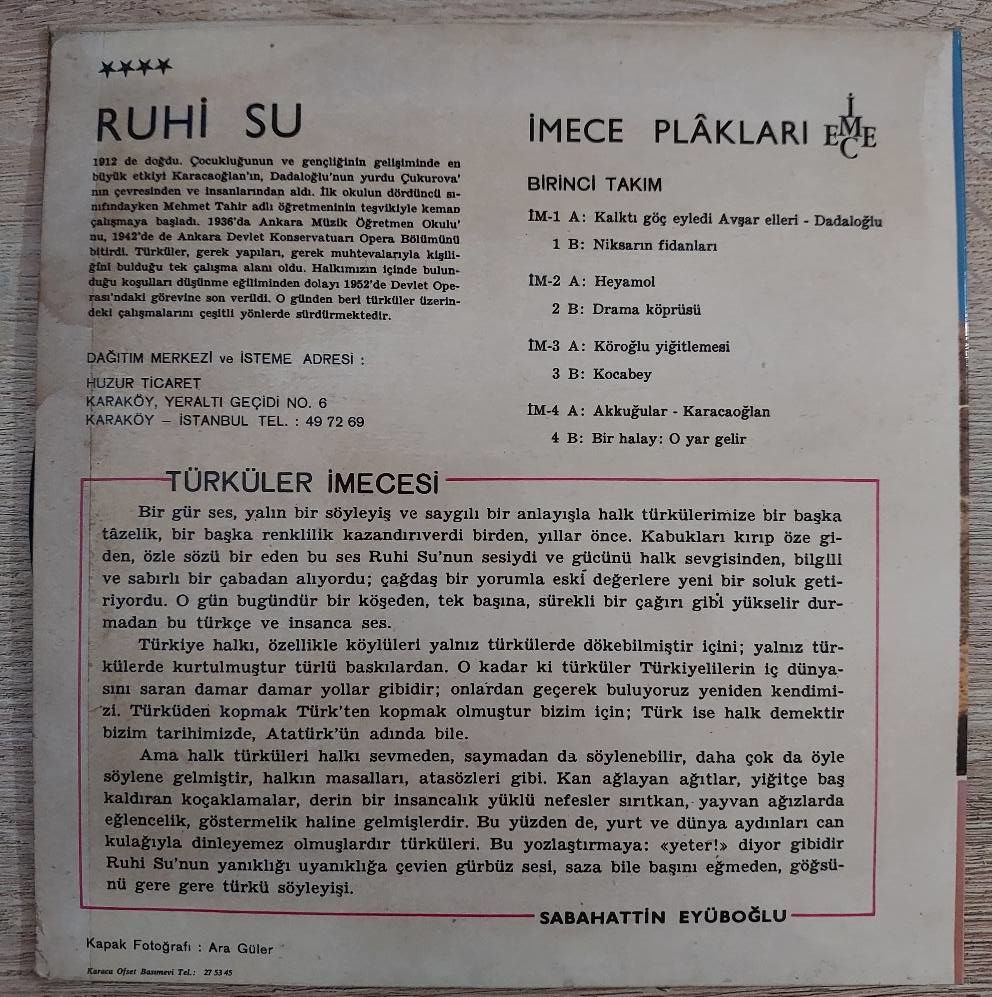 RUHİ SU
1912 de doğdu. Çocukluğunun ve gençliğinin gelişiminde en
büyük etkiyi Karacaoğlan'ın, Dadaloğlu'nun yurdu Çukurova'
nın çevresinden ve insanlarından aldı. İlk okulun dördüncü sı-
nıfındayken Mehmet Tahir adlı öğretmeninin teşvikiyle keman
çalışmaya başladı. 1936'da Ankara Müzik Öğretmen Okulu'
nu, 1942'de de Ankara Devlet Konservatuarı Opera Bölümünü
bitirdi. Türküler, gerek yapıları, gerek muhtevalarıyla kişili-
ğini bulduğu tek çalışma alanı oldu. Halkımızın içinde bulun-
duğu koşulları düşünme eğiliminden dolayı 1952'de Devlet Ope-
rası'ndaki görevine son verildi. O günden beri türküler üzerin-
deki çalışmalarını çeşitli yönlerde sürdürmektedir.
DAĞITIM MERKEZİ ve İSTEME ADRESİ :
HUZUR TİCARET
KARAKÖY, YERALTI GEÇİDİ NO. 6
KARAKÖY – İSTANBUL TEL. : 49 72 69
İMECE PLÂKLARI İMECE
BİRİNCİ TAKIM
İM-1 A: Kalktı göç eyledi Avşar elleri - Dadaloğlu
1 B: Niksarın fidanları
İM-2 A: Heyamol
2 B: Drama köprüsü
İM-3 A: Köroğlu yiğitlemesi
3 B: Kocabey
İM-4 A: Akkuğular - Karacaoğlan
4 B: Bir halay: O yar gelir
TÜRKÜLER İMECESİ
Bir gür ses, yalın bir söyleyiş ve saygılı bir anlayışla halk türkülerimize bir başka
tâzelik, bir başka renklilik kazandırıverdi birden, yıllar önce. Kabukları kırıp öze gi-
den, özle sözü bir eden bu ses Ruhi Su'nun sesiydi ve gücünü halk sevgisinden, bilgili
ve sabırlı bir çabadan alıyordu; çağdaş bir yorumla eski değerlere yeni bir soluk geti-
riyordu. O gün bugündür bir köşeden, tek başına, sürekli bir çağırı gibi yükselir dur-
madan bu türkçe ve insanca ses.
Türkiye halkı, özellikle köylüleri yalnız türkülerde dökebilmiştir içini; yalnız tür-
külerde kurtulmuştur türlü baskılardan. O kadar ki türküler Türkiyelilerin iç dünya-
sını saran damar damar yollar gibidir; onlardan geçerek buluyoruz yeniden kendimi-
zi. Türküden kopmak Türk'ten kopmak olmuştur bizim için; Türk ise halk demektir
bizim tarihimizde, Atatürk'ün adında bile.
Ama halk türküleri halkı sevmeden, saymadan da söylenebilir, daha çok da öyle
söylene gelmiştir, halkın masalları, atasözleri gibi. Kan ağlayan ağıtlar, yiğitçe baş
kaldıran koçaklamalar, derin bir insancalık yüklü nefesler sırıtkan, yayvan ağızlarda
eğlencelik, göstermelik haline gelmişlerdir. Bu yüzden de, yurt ve dünya aydınları can
kulağıyla dinleyemez olmuşlardır türküleri. Bu yozlaştırmaya: «yeter!» diyor gibidir
Ruhi Su'nun yanıklığı uyanıklığa çevien gürbüz sesi, saza bile başını eğmeden, göğsü-
nü gere gere türkü söyleyişi.
SABAHATTİN EYÜBOĞLU
Kapak Fotoğrafı : Ara Güler
Karacu Ofset Basımevi Tel.: 27 53 45